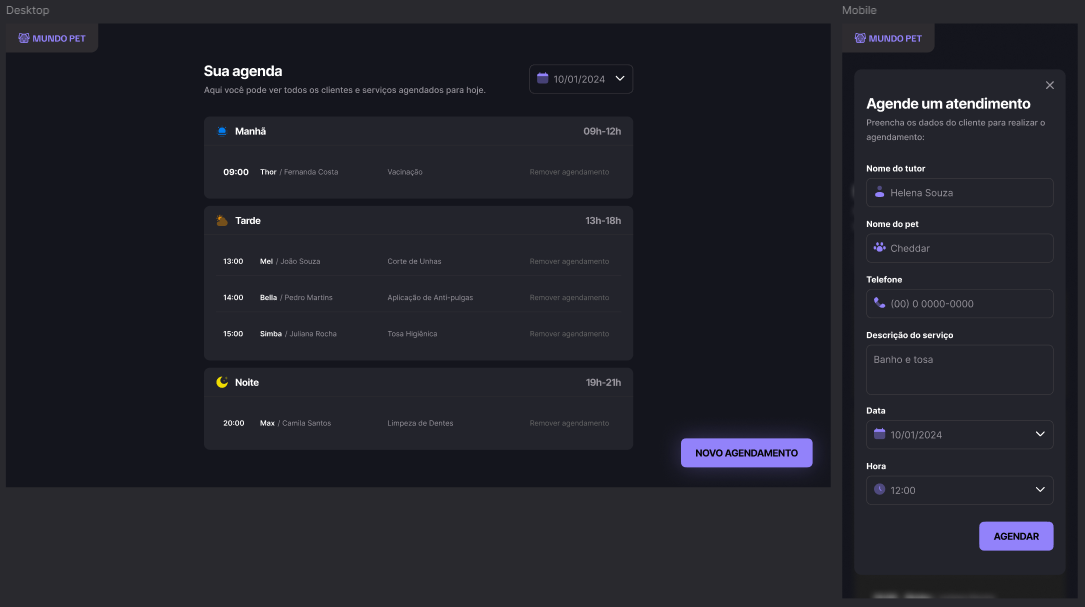 Desktop
MUNDO PET
Sua agenda
Aqui você pode ver todos os clientes e serviços agendados para hoje.
10/01/2024
Manhã 09h-12h
09:00 Thor / Fernanda Costa Vacinação Remover agendamento
Tarde 13h-18h
13:00 Mel / João Souza Corte de Unhas Remover agendamento
14:00 Bella / Pedro Martins Aplicação de Anti-pulgas Remover agendamento
15:00 Simba / Juliana Rocha Tosa Higiênica Remover agendamento
Noite 19h-21h
20:00 Max / Camila Santos Limpeza de Dentes Remover agendamento
NOVO AGENDAMENTO
Mobile
MUNDO PET
Agende um atendimento
Preencha os dados do cliente para realizar o
agendamento:
Nome do tutor
Helena Souza
Nome do pet
Cheddar
Telefone
(00) 0 0000-0000
Descrição do serviço
Banho e tosa
Data
10/01/2024
Hora
12:00
AGENDAR